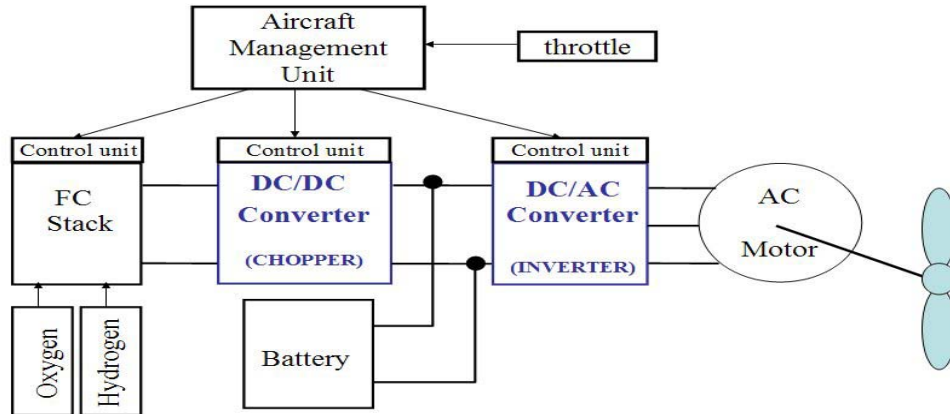 Aircraft
Management
Unit
throttle
Control unit
Control unit
Control unit
FC
Stack
DC/DC
Converter
(CHOPPER)
DC/AC
Converter
(INVERTER)
AC
Motor
Oxygen
Hydrogen
Battery